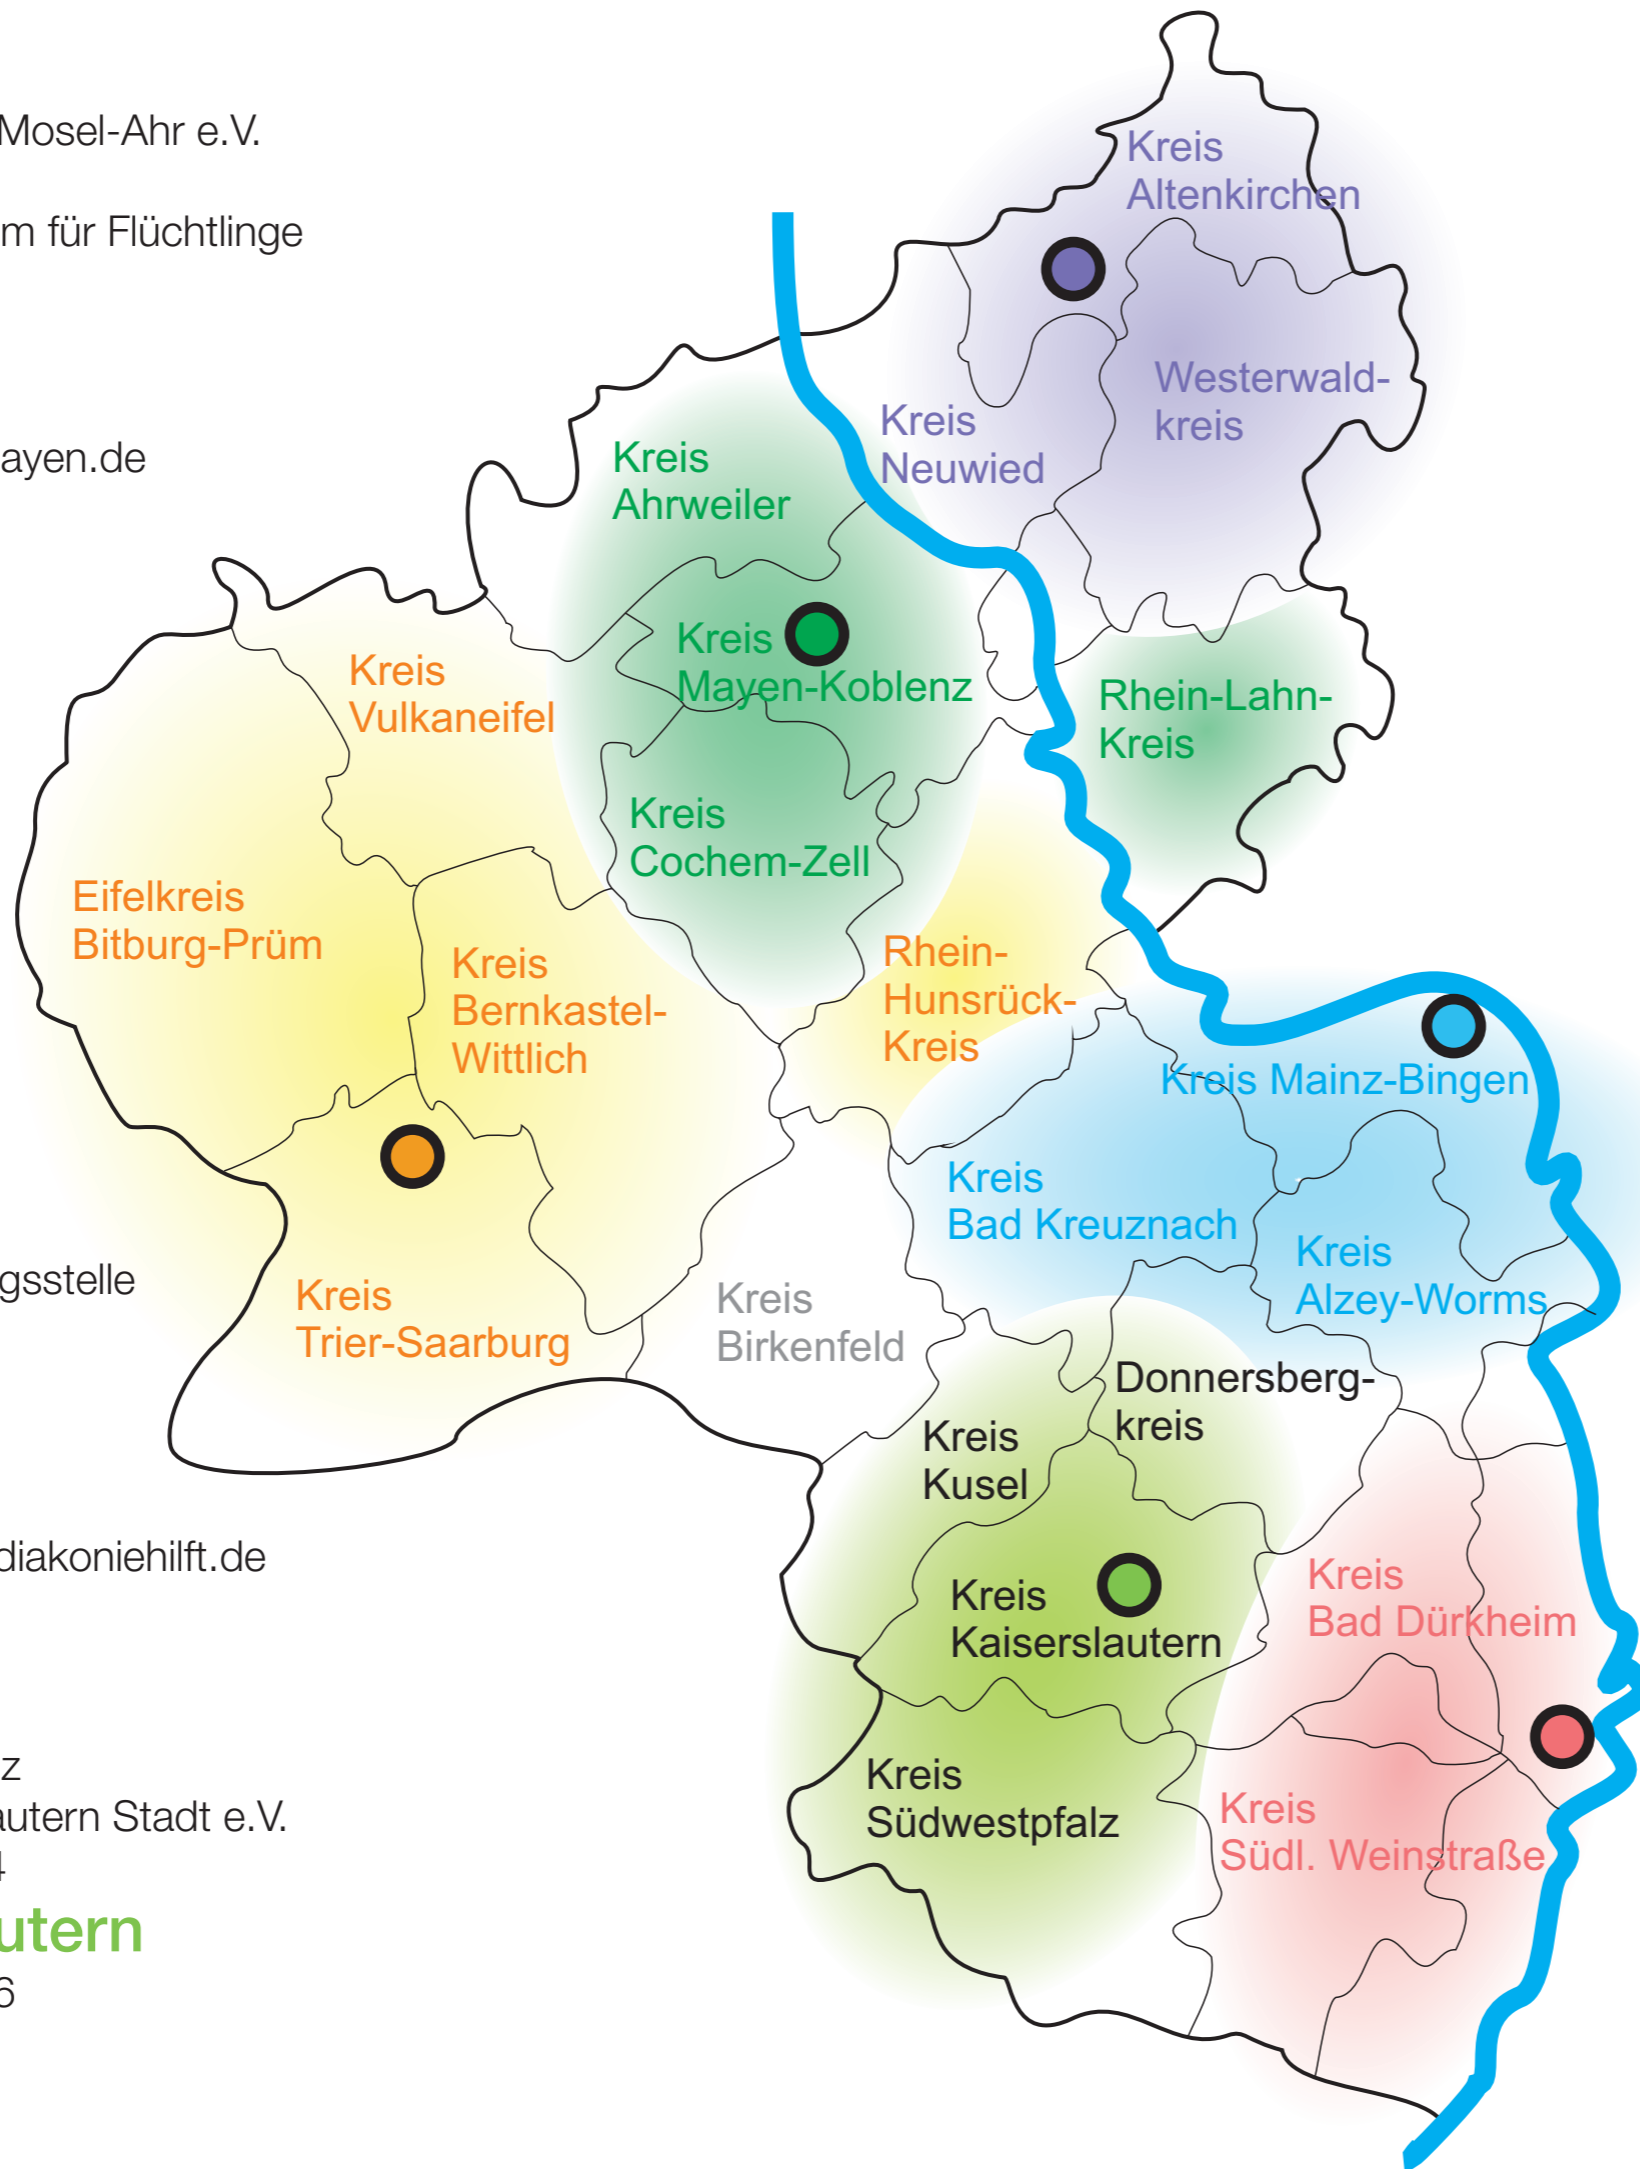 Mosel-Ahr e.V.
m für Flüchtlinge
ayen.de
gsstelle
diakoniehilft.de
z
autern Stadt e.V.
4
utern
6
Kreis
Altenkirchen
Westerwald-
kreis
Kreis
Neuwied
Kreis
Ahrweiler
Kreis
Mayen-Koblenz
Kreis
Vulkaneifel
Rhein-Lahn-
Kreis
Kreis
Cochem-Zell
Eifelkreis
Bitburg-Prüm
Kreis
Bernkastel-
Wittlich
Rhein-
Hunsrück-
Kreis
Kreis Mainz-Bingen
Kreis
Bad Kreuznach
Kreis
Alzey-Worms
Kreis
Trier-Saarburg
Kreis
Birkenfeld
Donnersberg-
kreis
Kreis
Kusel
Kreis
Kaiserslautern
Kreis
Bad Dürkheim
Kreis
Südwestpfalz
Kreis
Südl. Weinstraße